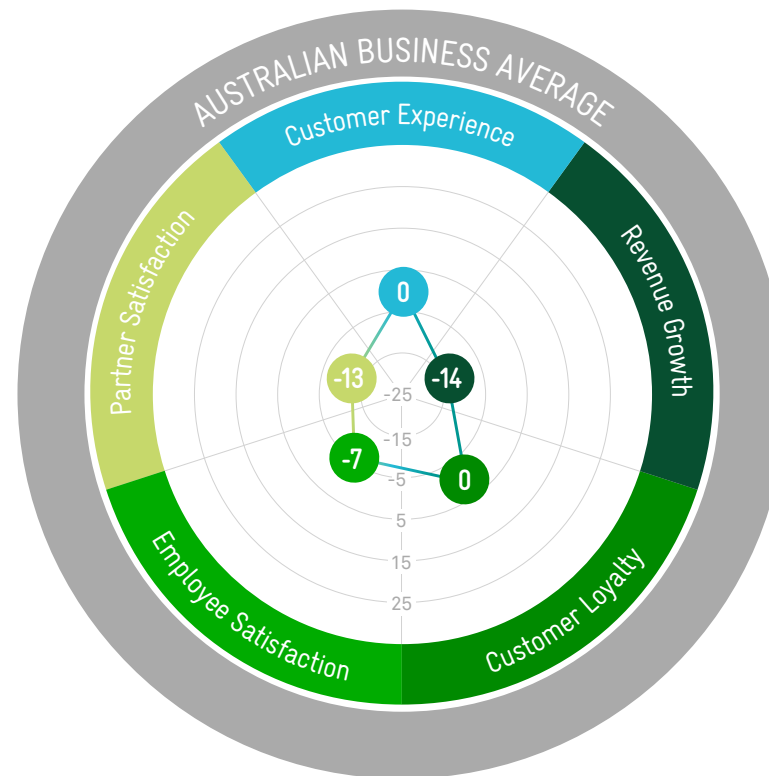 AUSTRALIAN BUSINESS AVERAGE
Customer Experience
Partner Satisfaction
Revenue Growth
0
-13
-14
-25
-15
-7
-5
0
5
15
25
Employee Satisfaction
Customer Loyalty